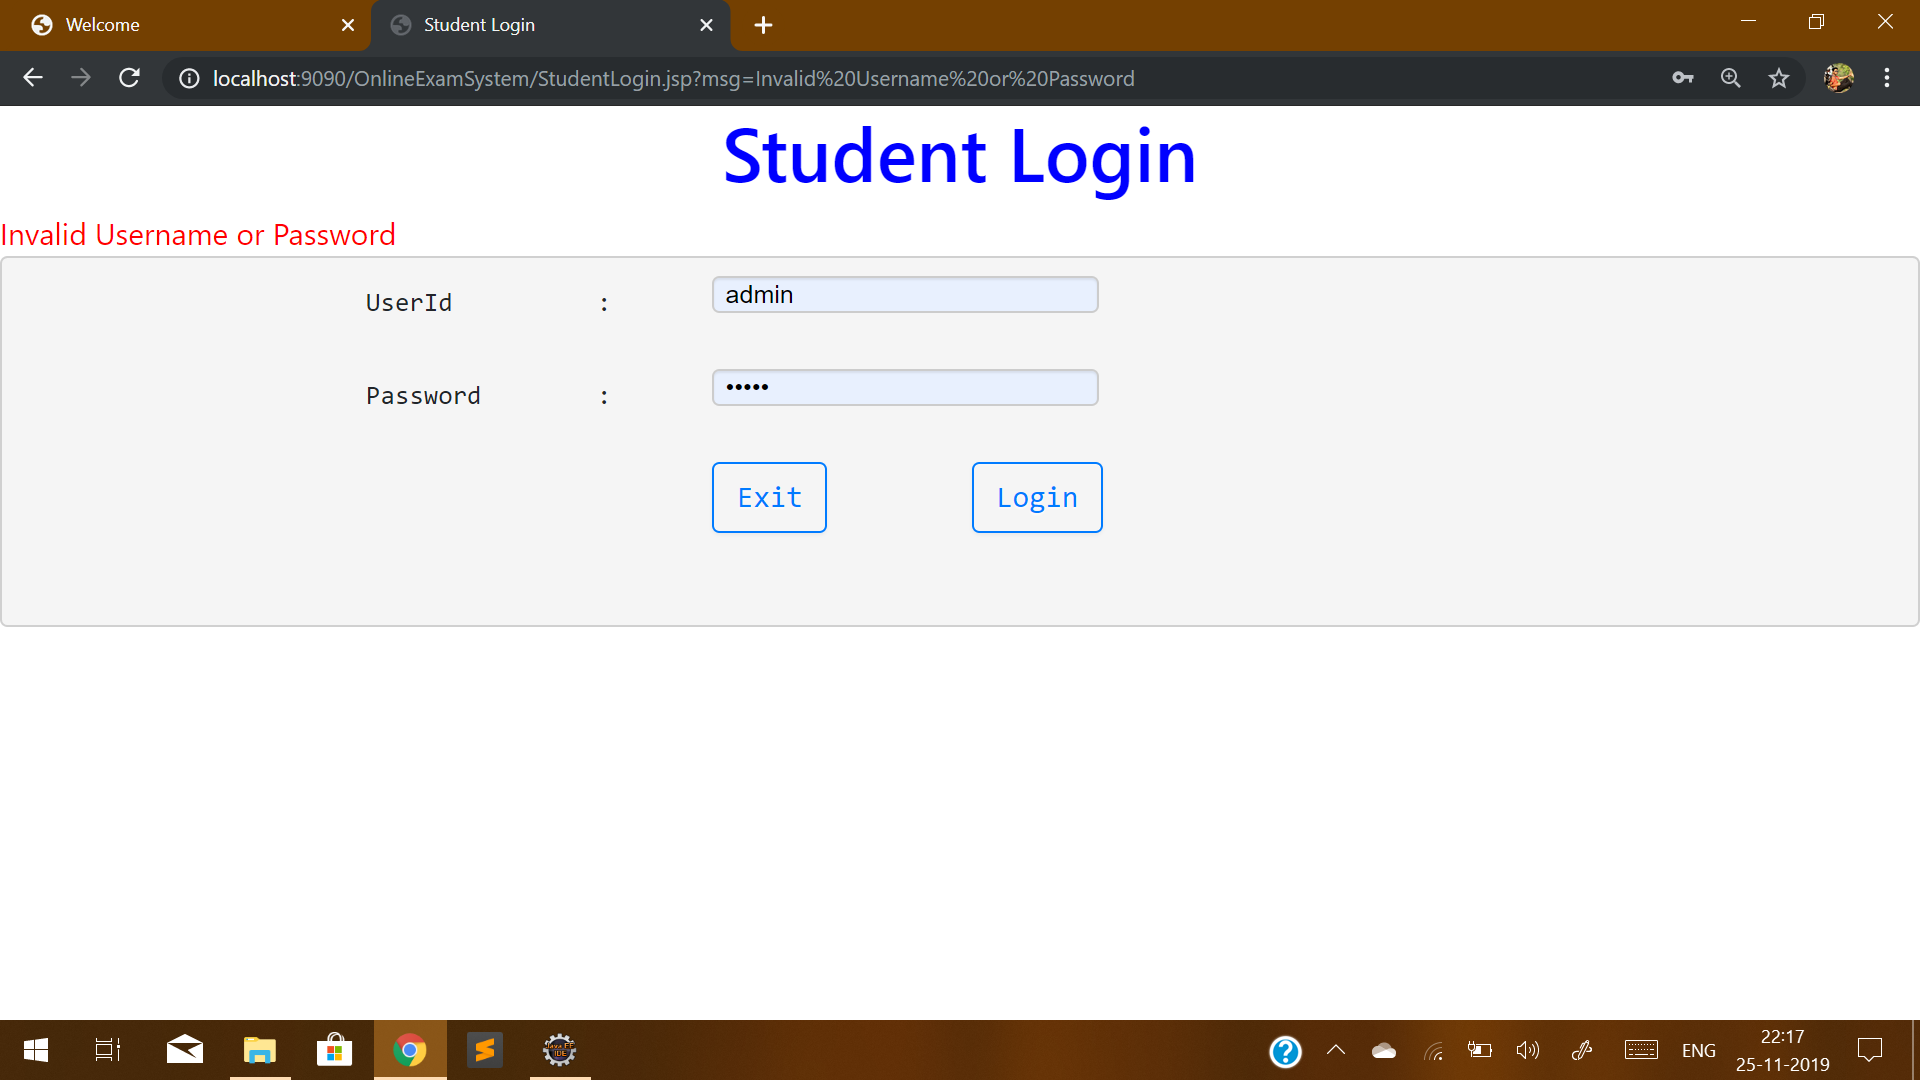 Welcome
Student Login
localhost:9090/OnlineExamSystem/StudentLogin.jsp?msg=Invalid%20Username%20or%20Password
Student Login
Invalid Username or Password
UserId : admin
Password : •••••
Exit Login
ENG
22:17
25-11-2019